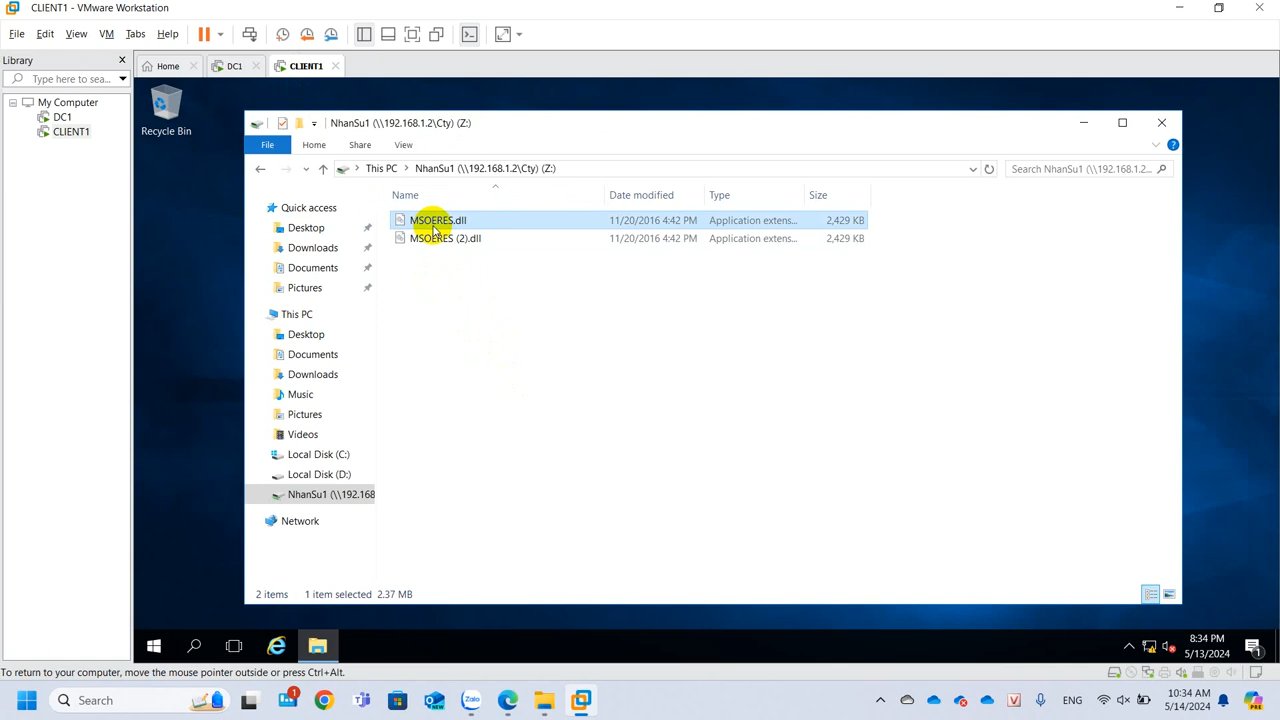 CLIENT1 - VMware Workstation
File Edit View VM Tabs Help
Library
Type here to sea...
Home DC1 CLIENT1
My Computer
DC1
CLIENT1
Recycle Bin
NhanSu1 (\\192.168.1.2\Cty) (Z:)
File Home Share View
This PC NhanSu1 (\\192.168.1.2\Cty) (Z:)
Search NhanSu1 (\\192.168.1.2...
Name Date modified Type Size
MSOERES.dll 11/20/2016 4:42 PM Application extens... 2,429 KB
MSOERES (2).dll 11/20/2016 4:42 PM Application extens... 2,429 KB
Quick access
Desktop
Downloads
Documents
Pictures
This PC
Desktop
Documents
Downloads
Music
Pictures
Videos
Local Disk (C:)
Local Disk (D:)
NhanSu1 (\\192.168
Network
2 items 1 item selected 2.37 MB
8:34 PM
5/13/2024
1
To return to your computer, move the mouse pointer outside or press Ctrl+Alt.
Search
1
Zalo
ENG
10:34 AM
5/14/2024
PRE